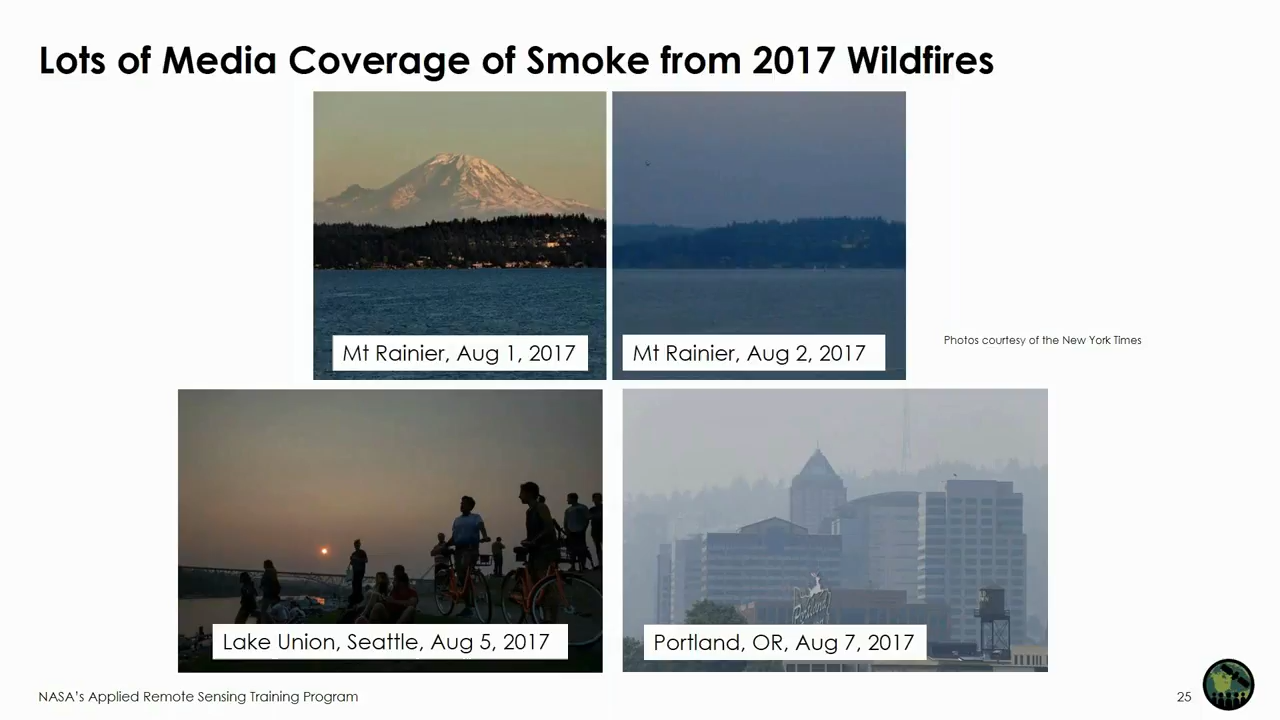 Lots of Media Coverage of Smoke from 2017 Wildfires
Mt Rainier, Aug 1, 2017
Mt Rainier, Aug 2, 2017
Photos courtesy of the New York Times
Lake Union, Seattle, Aug 5, 2017
Portland
Portland, OR, Aug 7, 2017
NASA's Applied Remote Sensing Training Program
25